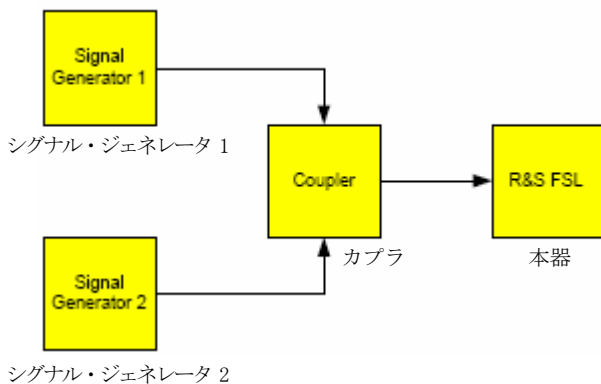 Signal
Generator 1
シグナル・ジェネレータ 1
Coupler
カプラ
R&S FSL
本器
Signal
Generator 2
シグナル・ジェネレータ 2